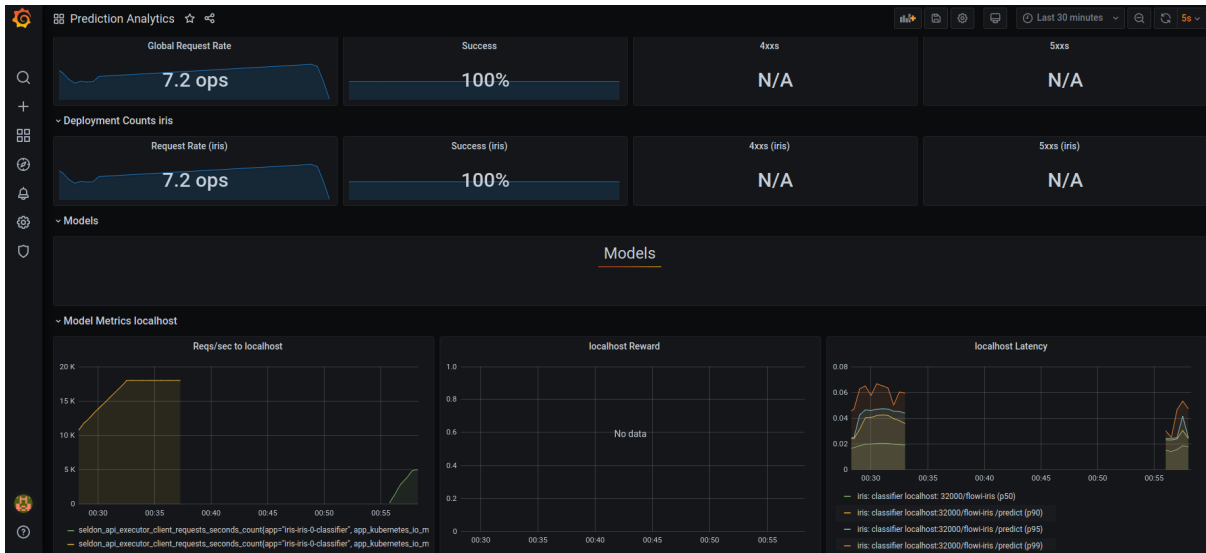 Prediction Analytics
Last 30 minutes
5s
Global Request Rate
7.2 ops
Success
100%
4xxs
N/A
5xxs
N/A
Deployment Counts iris
Request Rate (iris)
7.2 ops
Success (iris)
100%
4xxs (iris)
N/A
5xxs (iris)
N/A
Models
Models
Model Metrics localhost
Reqs/sec to localhost
20 K
15 K
10 K
5 K
0
00:30 00:35 00:40 00:45 00:50 00:55
seldon_api_executor_client_requests_seconds_count{app="iris-iris-0-classifier", app_kubernetes_io_m
seldon_api_executor_client_requests_seconds_count{app="iris-iris-0-classifier", app_kubernetes_io_m
localhost Reward
1.0
0.8
0.6
0.4
0.2
0
No data
00:30 00:35 00:40 00:45 00:50 00:55
localhost Latency
0.08
0.06
0.04
0.02
0
00:30 00:35 00:40 00:45 00:50 00:55
iris: classifier localhost: 32000/flowi-iris (p50)
iris: classifier localhost:32000/flowi-iris /predict (p90)
iris: classifier localhost:32000/flowi-iris /predict (p95)
iris: classifier localhost:32000/flowi-iris /predict (p99)